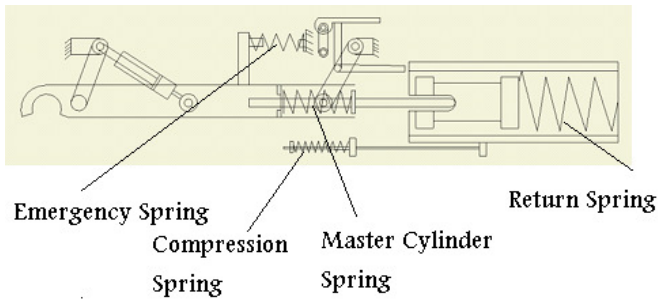 Emergency Spring
Compression
Spring
Master Cylinder
Spring
Return Spring